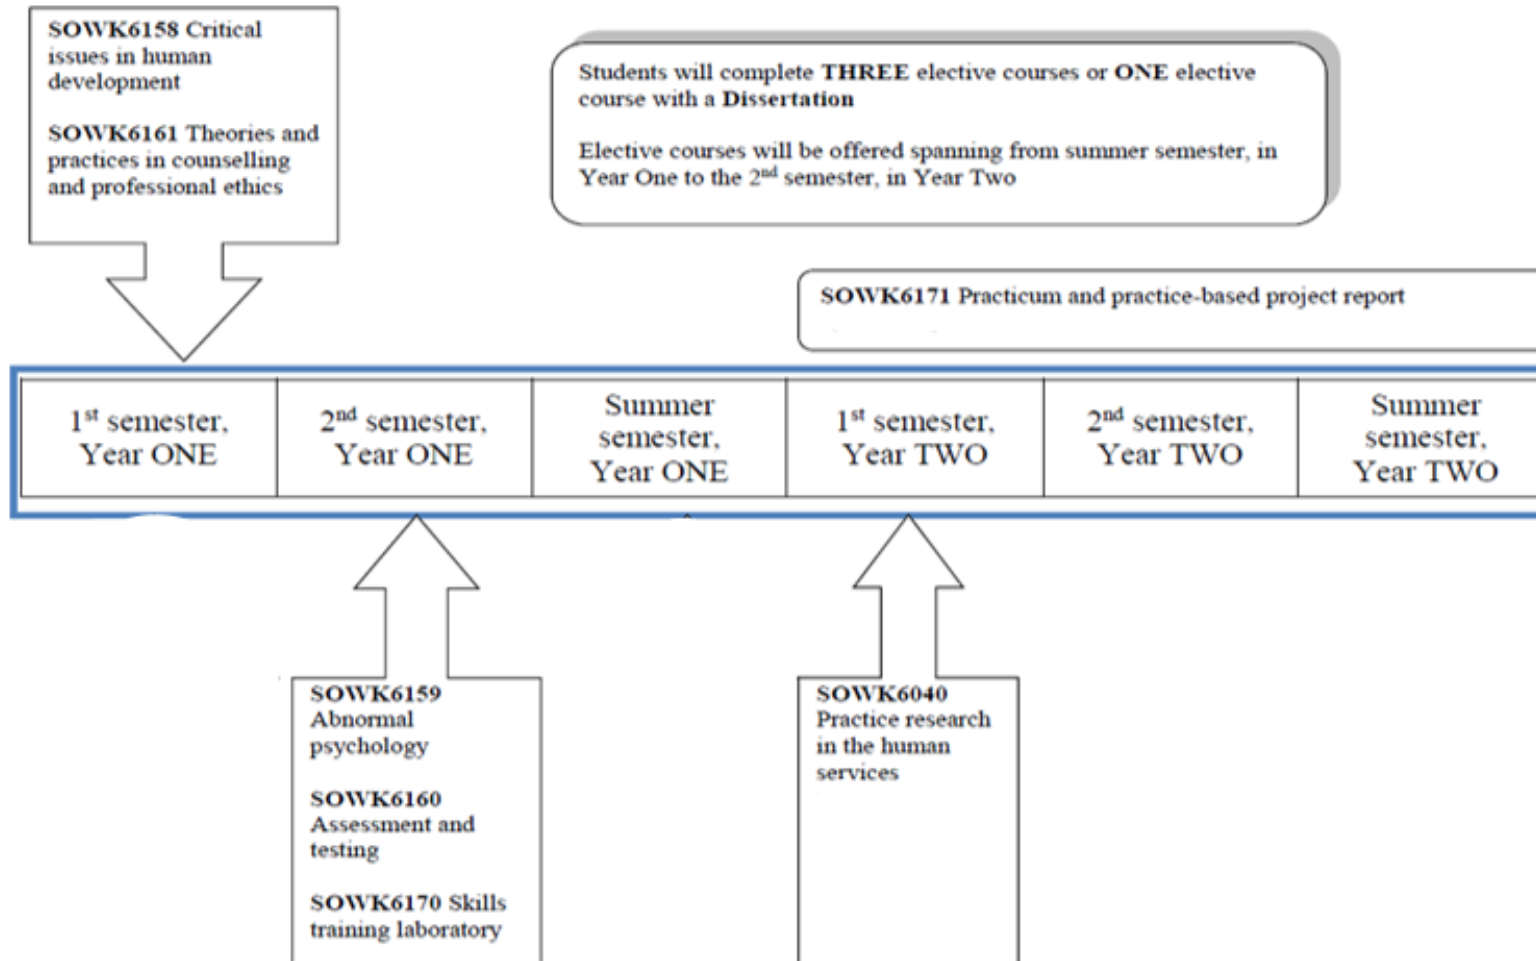 SOWK6158 Critical
issues in human
development
SOWK6161 Theories and
practices in counselling
and professional ethics
Students will complete THREE elective courses or ONE elective
course with a Dissertation
Elective courses will be offered spanning from summer semester, in
Year One to the 2nd semester, in Year Two
SOWK6171 Practicum and practice-based project report
1st semester,
Year ONE
2nd semester,
Year ONE
Summer
semester,
Year ONE
1st semester,
Year TWO
2nd semester,
Year TWO
Summer
semester,
Year TWO
SOWK6159
Abnormal
psychology
SOWK6160
Assessment and
testing
SOWK6170 Skills
training laboratory
SOWK6040
Practice research
in the human
services